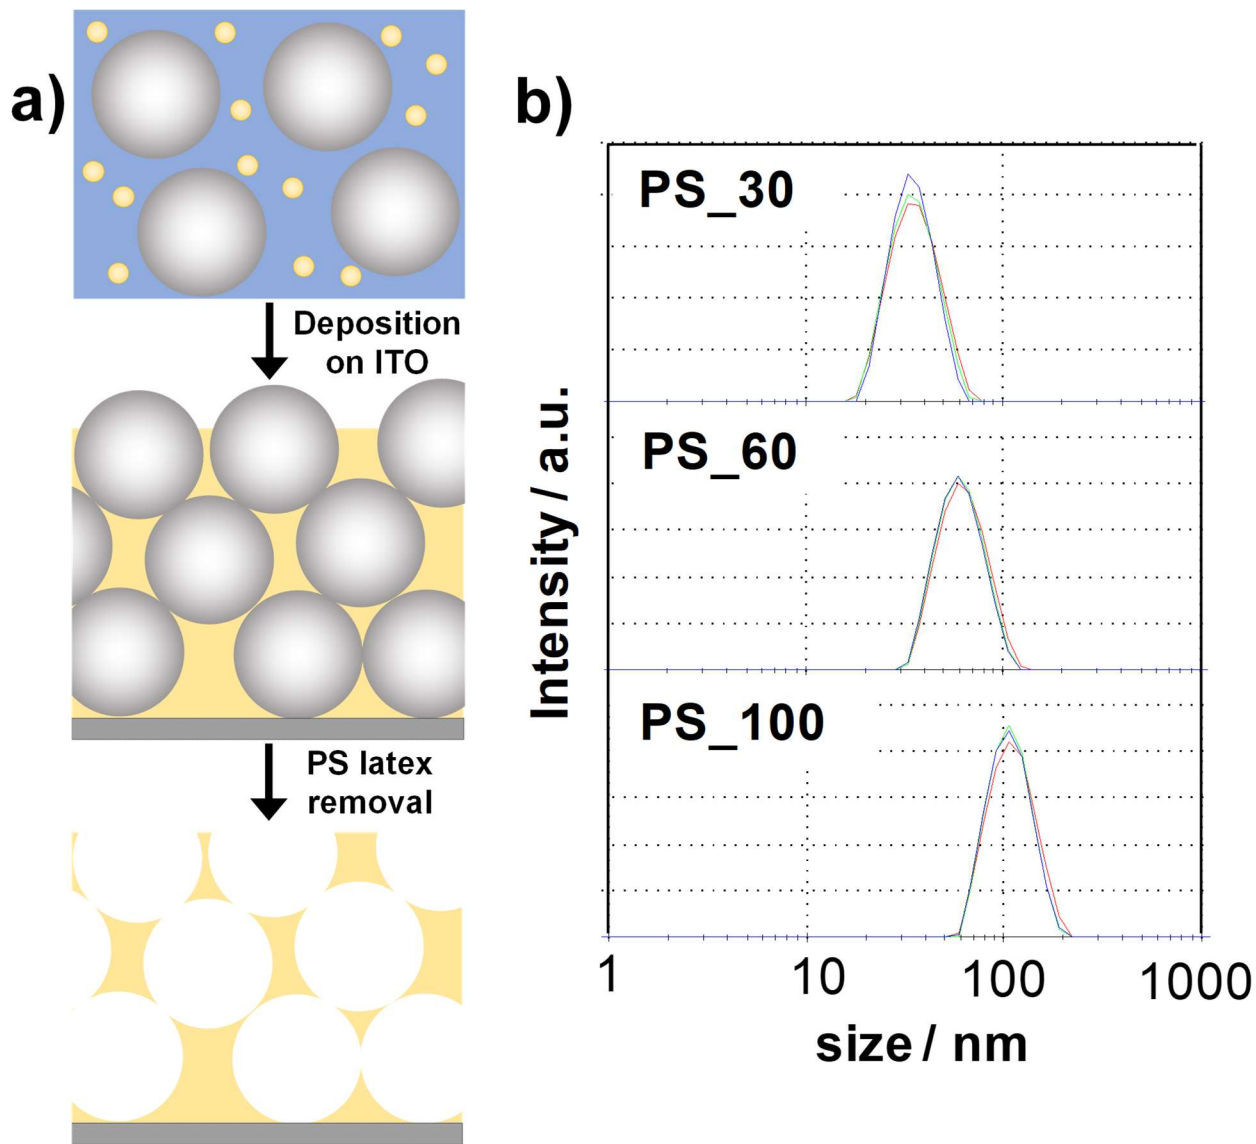 a)
Deposition
on ITO
PS latex
removal
b)
PS_30
PS_60
PS_100
Intensity / a.u.
1
10
100
1000
size / nm